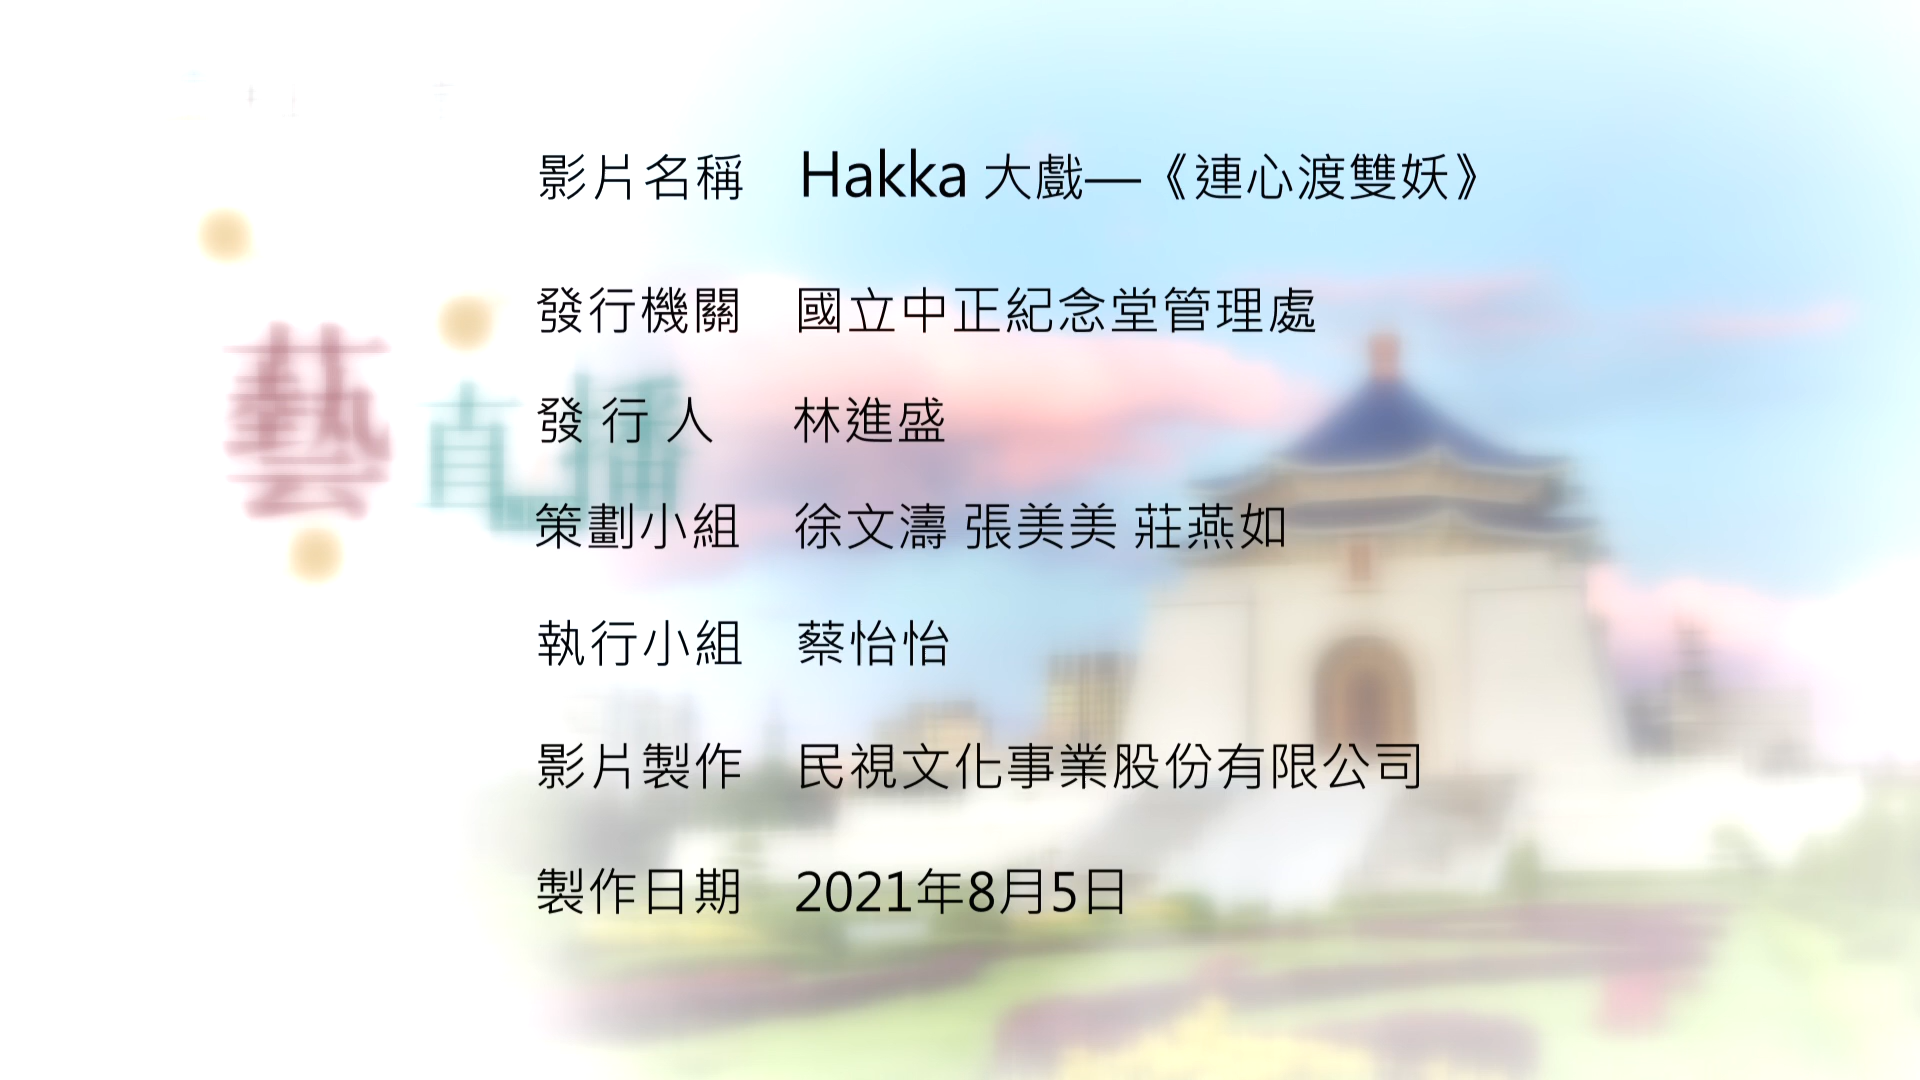 影片名稱 Hakka 大戲—《連心渡雙妖》
發行機關 國立中正紀念堂管理處
發 行 人 林進盛
藝 直播
策劃小組 徐文濤 張美美 莊燕如
執行小組 蔡怡怡
影片製作 民視文化事業股份有限公司
製作日期 2021年8月5日